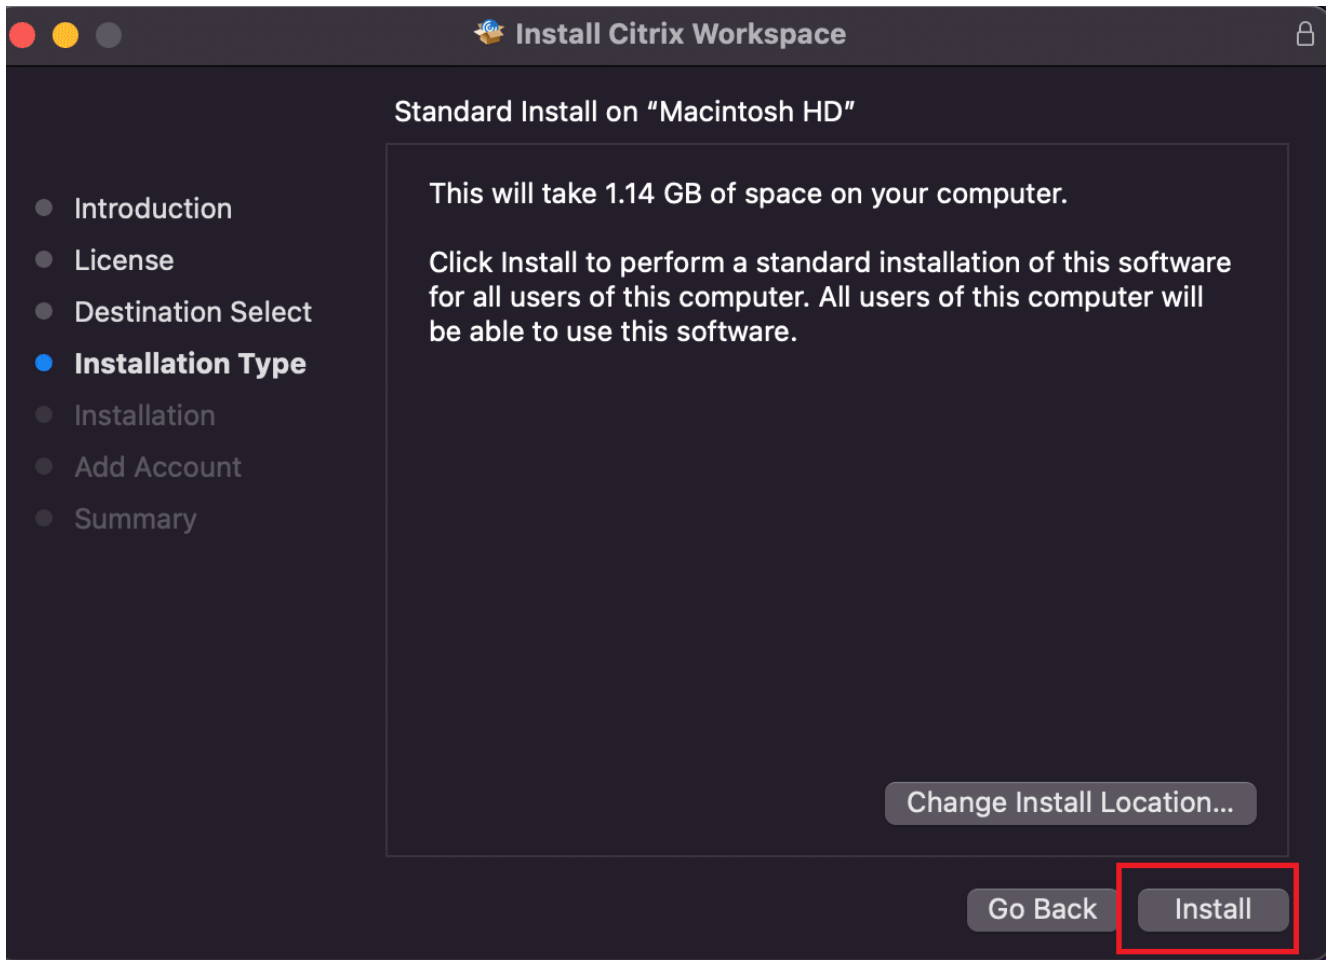 Install Citrix Workspace
Standard Install on “Macintosh HD”
Introduction
License
Destination Select
Installation Type
Installation
Add Account
Summary
This will take 1.14 GB of space on your computer.
Click Install to perform a standard installation of this software
for all users of this computer. All users of this computer will
be able to use this software.
Change Install Location...
Go Back
Install